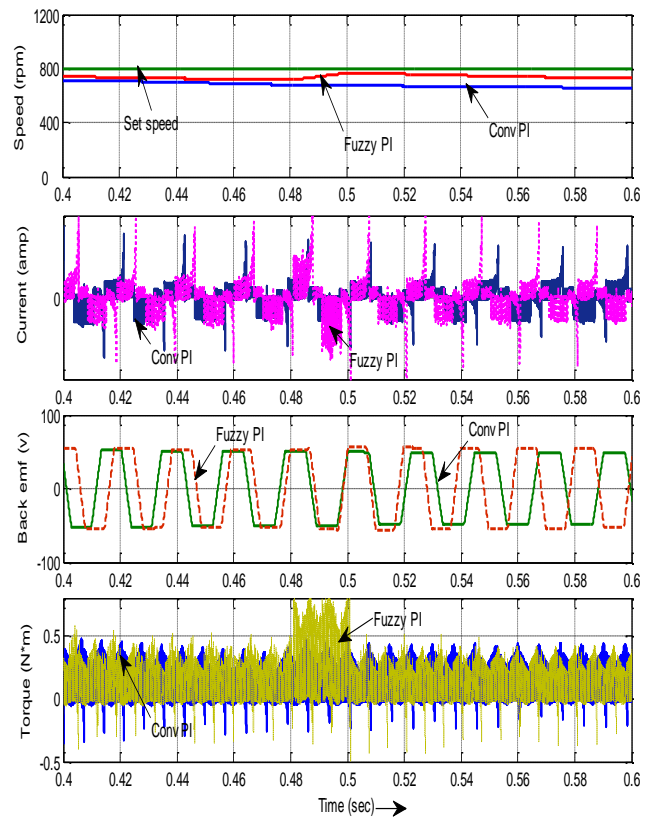 1200
800
400
0
Speed (rpm)
Set speed
Fuzzy PI
Conv PI
0.4 0.42 0.44 0.46 0.48 0.5 0.52 0.54 0.56 0.58 0.6
0
Current (amp)
Conv PI
Fuzzy PI
0.4 0.42 0.44 0.46 0.48 0.5 0.52 0.54 0.56 0.58 0.6
100
0
-100
Back emf (v)
Fuzzy PI
Conv PI
0.4 0.42 0.44 0.46 0.48 0.5 0.52 0.54 0.56 0.58 0.6
0.5
0
-0.5
Torque (N*m)
Fuzzy PI
Conv PI
0.4 0.42 0.44 0.46 0.48 0.5 0.52 0.54 0.56 0.58 0.6
Time (sec)